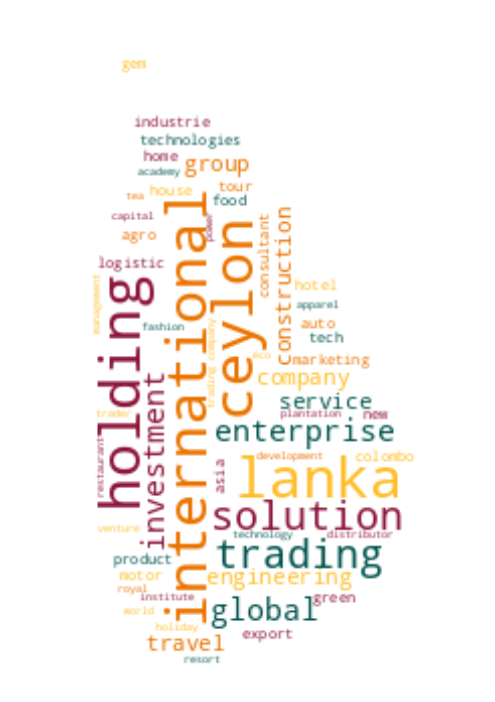 gem
industrie
technologies
home
group
academy
tea
house
tour
food
capital
power
agro
international
ceylon
consultant
construction
logistic
holding
management
hotel
apparel
fashion
auto
tech
trading company
eco
marketing
company
investment
service
trader
plantation
new
enterprise
restaurant
asia
development
colombo
lanka
solution
venture
technology
distributor
trading
product
motor
engineering
royal
institute
green
world
global
holiday
export
travel
resort